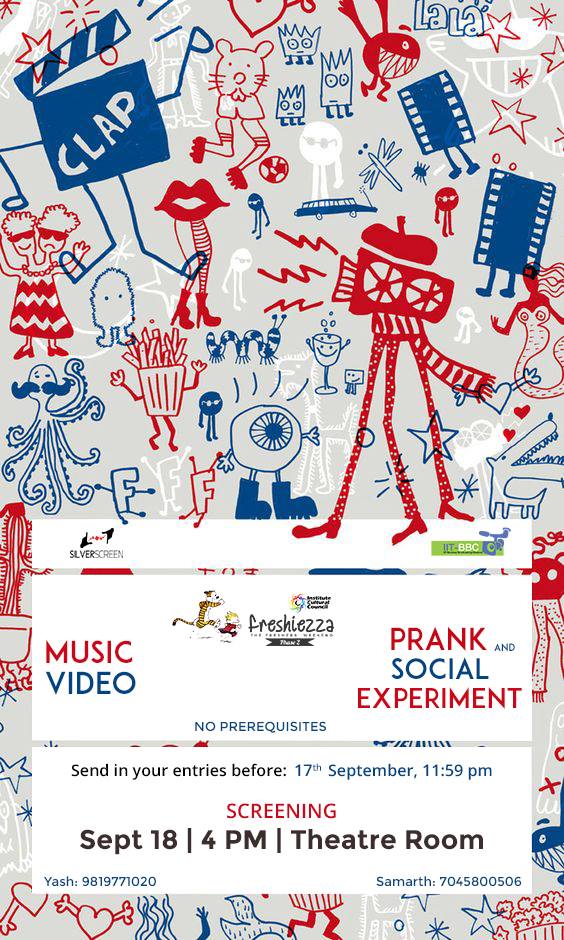 LaLa
CLAP
E F F F
SILVERSCREEN
IIT-BBC
Institute
Cultural
Council
freshiezza
THE FRESHERS WEEKEND
Phase 2
MUSIC
VIDEO
PRANK AND
SOCIAL
EXPERIMENT
NO PREREQUISITES
Send in your entries before: 17th September, 11:59 pm
SCREENING
Sept 18 | 4 PM | Theatre Room
Yash: 9819771020
Samarth: 7045800506